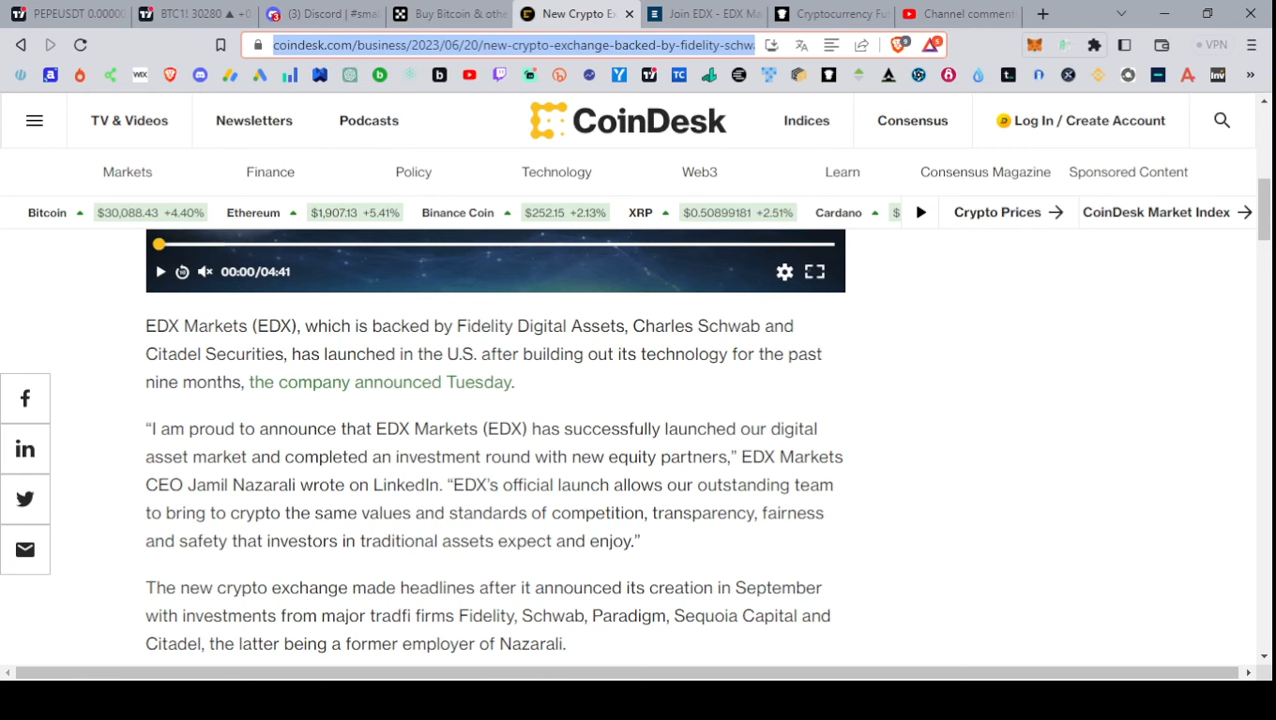 PEPEUSDT 0.0000
BTC1! 30280 ▲ +0
(3) Discord | #sma
Buy Bitcoin & othe
New Crypto E
Join EDX - EDX Ma
Cryptocurrency Fu
Channel comment
coindesk.com/business/2023/06/20/new-crypto-exchange-backed-by-fidelity-schw
VPN
TV & Videos
Newsletters
Podcasts
CoinDesk
Indices
Consensus
Log In / Create Account
Markets
Finance
Policy
Technology
Web3
Learn
Consensus Magazine
Sponsored Content
Bitcoin $30,088.43 +4.40%
Ethereum $1,907.13 +5.41%
Binance Coin $252.15 +2.13%
XRP $0.50899181 +2.51%
Cardano $
Crypto Prices
CoinDesk Market Index
00:00/04:41
EDX Markets (EDX), which is backed by Fidelity Digital Assets, Charles Schwab and
Citadel Securities, has launched in the U.S. after building out its technology for the past
nine months, the company announced Tuesday.
“I am proud to announce that EDX Markets (EDX) has successfully launched our digital
asset market and completed an investment round with new equity partners,” EDX Markets
CEO Jamil Nazarali wrote on LinkedIn. “EDX’s official launch allows our outstanding team
to bring to crypto the same values and standards of competition, transparency, fairness
and safety that investors in traditional assets expect and enjoy.”
The new crypto exchange made headlines after it announced its creation in September
with investments from major tradfi firms Fidelity, Schwab, Paradigm, Sequoia Capital and
Citadel, the latter being a former employer of Nazarali.